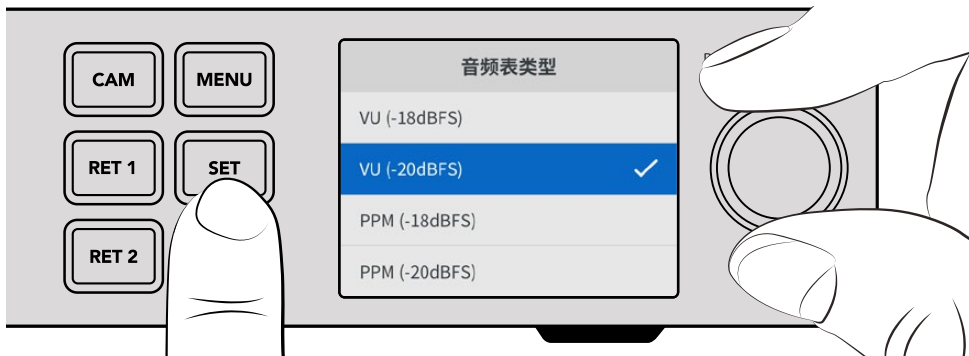 CAM
MENU
RET 1
SET
RET 2
音频表类型
VU (-18dBFS)
VU (-20dBFS)
PPM (-18dBFS)
PPM (-20dBFS)